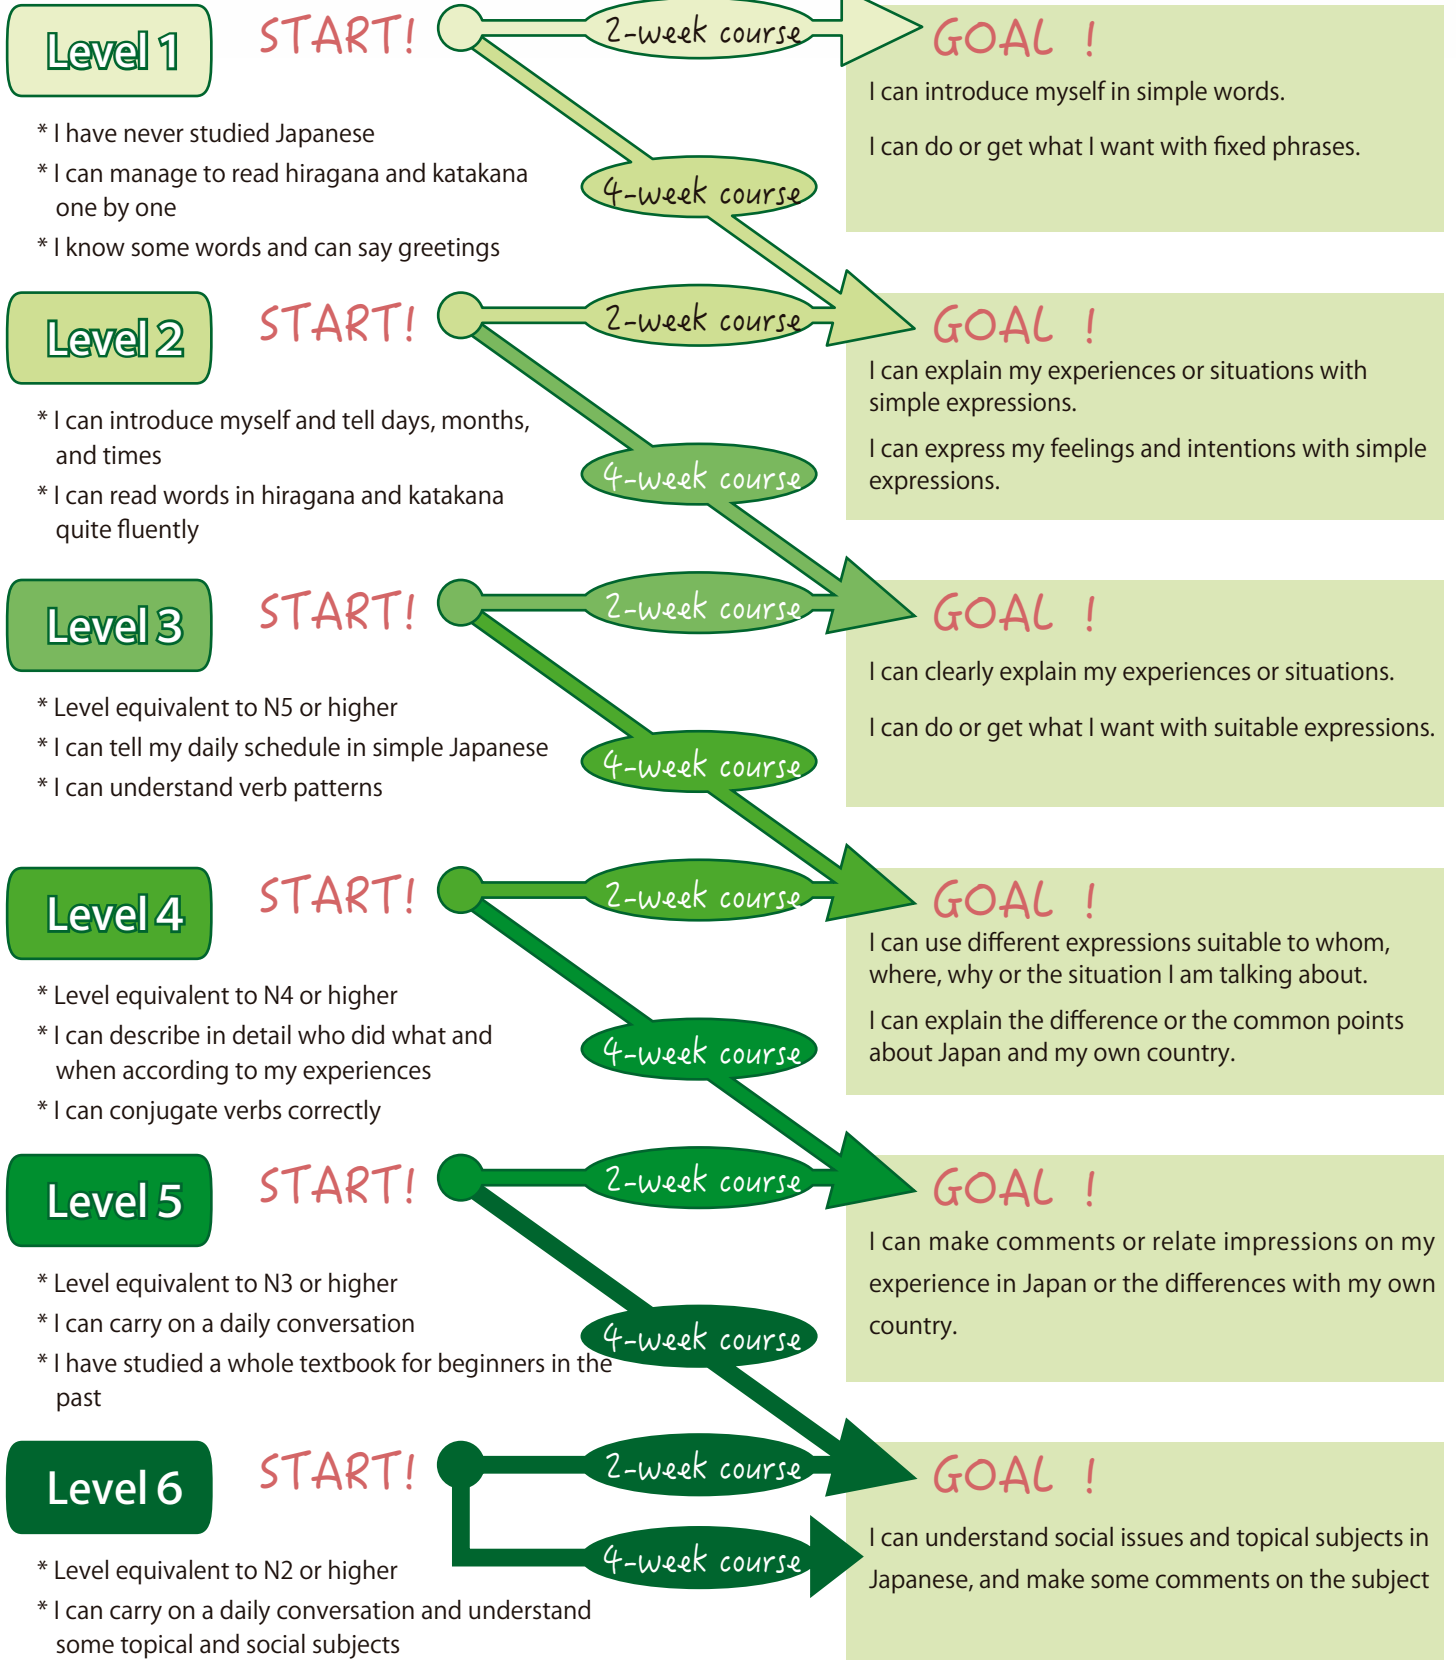 Level 1
START!
2-week course
GOAL !
I can introduce myself in simple words.
I can do or get what I want with fixed phrases.
* I have never studied Japanese
* I can manage to read hiragana and katakana
one by one
* I know some words and can say greetings
4-week course
Level 2
START!
2-week course
GOAL !
I can explain my experiences or situations with
simple expressions.
I can express my feelings and intentions with simple
expressions.
* I can introduce myself and tell days, months,
and times
* I can read words in hiragana and katakana
quite fluently
4-week course
Level 3
START!
2-week course
GOAL !
I can clearly explain my experiences or situations.
I can do or get what I want with suitable expressions.
* Level equivalent to N5 or higher
* I can tell my daily schedule in simple Japanese
* I can understand verb patterns
4-week course
Level 4
START!
2-week course
GOAL !
I can use different expressions suitable to whom,
where, why or the situation I am talking about.
I can explain the difference or the common points
about Japan and my own country.
* Level equivalent to N4 or higher
* I can describe in detail who did what and
when according to my experiences
* I can conjugate verbs correctly
4-week course
Level 5
START!
2-week course
GOAL !
I can make comments or relate impressions on my
experience in Japan or the differences with my own
country.
* Level equivalent to N3 or higher
* I can carry on a daily conversation
* I have studied a whole textbook for beginners in the
past
4-week course
Level 6
START!
2-week course
GOAL !
I can understand social issues and topical subjects in
Japanese, and make some comments on the subject
4-week course
* Level equivalent to N2 or higher
* I can carry on a daily conversation and understand
some topical and social subjects